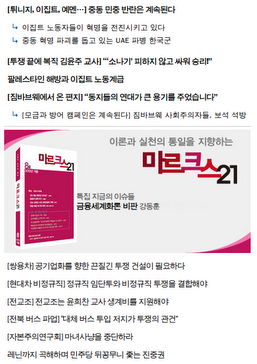 [튀니지, 이집트, 예멘…] 중동 민중 반란은 계속된다
이집트 노동자들이 혁명을 전진시키고 있다
중동 혁명 파괴를 돕고 있는 UAE 파병 한국군
[투쟁 끝에 복직 김윤주 교사] "'소나기' 피하지 않고 싸워 승리!"
팔레스타인 해방과 이집트 노동계급
[짐바브웨에서 온 편지] "동지들의 연대가 큰 용기를 주었습니다"
[모금과 방어 캠페인은 계속된다] 짐바브웨 사회주의자들, 보석 석방
이론과 실천의 통일을 지향하는
마르크스21
마르크스21
특집 지금의 이슈들
금융세계화론 비판 강동훈
[쌍용차] 공기업화를 향한 끈질긴 투쟁 건설이 필요하다
[현대차 비정규직] 정규직 임단투와 비정규직 투쟁을 결합해야
[전교조] 전교조는 윤희찬 교사 생계비를 지원해야
[전북 버스 파업] "대체 버스 투입 저지가 투쟁의 관건"
[자본주의연구회] 마녀사냥을 중단하라
레닌까지 곡해하며 민주당 뒤꽁무니 좇는 진중권